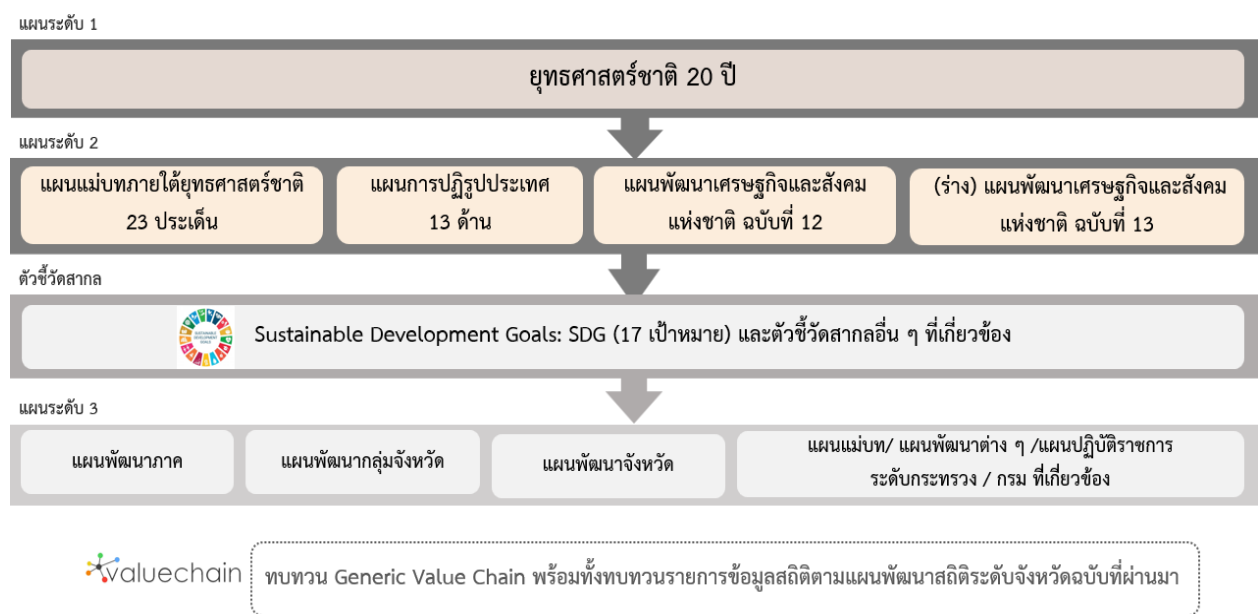 แผนระดับ 1
ยุทธศาสตร์ชาติ 20 ปี
แผนระดับ 2
แผนแม่บทภายใต้ยุทธศาสตร์ชาติ
23 ประเด็น
แผนการปฏิรูปประเทศ
13 ด้าน
แผนพัฒนาเศรษฐกิจและสังคม
แห่งชาติ ฉบับที่ 12
(ร่าง) แผนพัฒนาเศรษฐกิจและสังคม
แห่งชาติ ฉบับที่ 13
ตัวชี้วัดสากล
SUSTAINABLE
DEVELOPMENT
GOALS
Sustainable Development Goals: SDG (17 เป้าหมาย) และตัวชี้วัดสากลอื่น ๆ ที่เกี่ยวข้อง
แผนระดับ 3
แผนพัฒนาภาค
แผนพัฒนากลุ่มจังหวัด
แผนพัฒนาจังหวัด
แผนแม่บท/ แผนพัฒนาต่าง ๆ /แผนปฏิบัติราชการ
ระดับกระทรวง / กรม ที่เกี่ยวข้อง
valuechain
ทบทวน Generic Value Chain พร้อมทั้งทบทวนรายการข้อมูลสถิติตามแผนพัฒนาสถิติระดับจังหวัดฉบับที่ผ่านมา